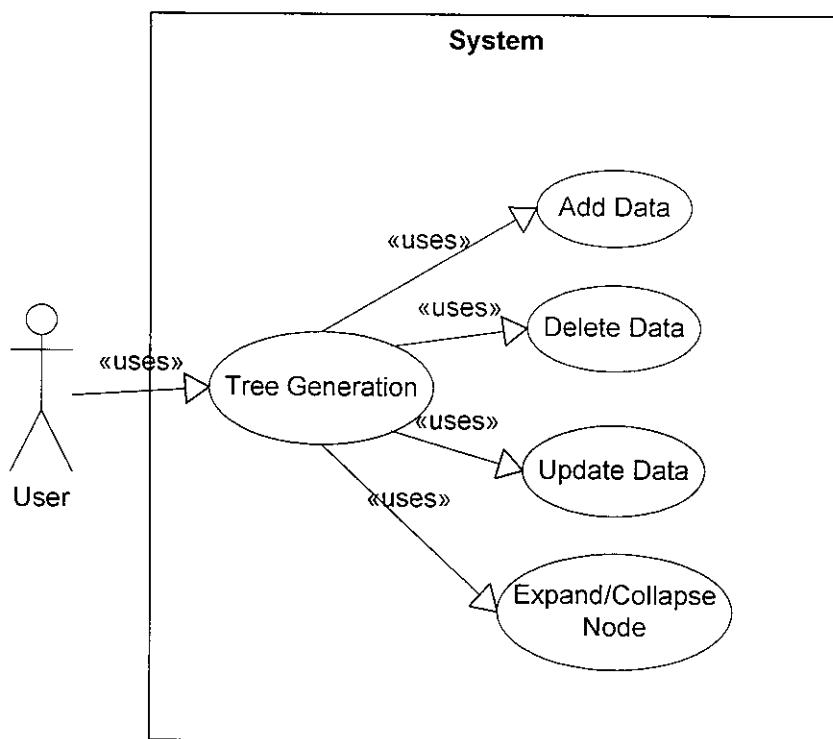 System
Add Data
«uses»
«uses»
Delete Data
«uses»
Tree Generation
«uses»
Update Data
User
«uses»
Expand/Collapse
Node